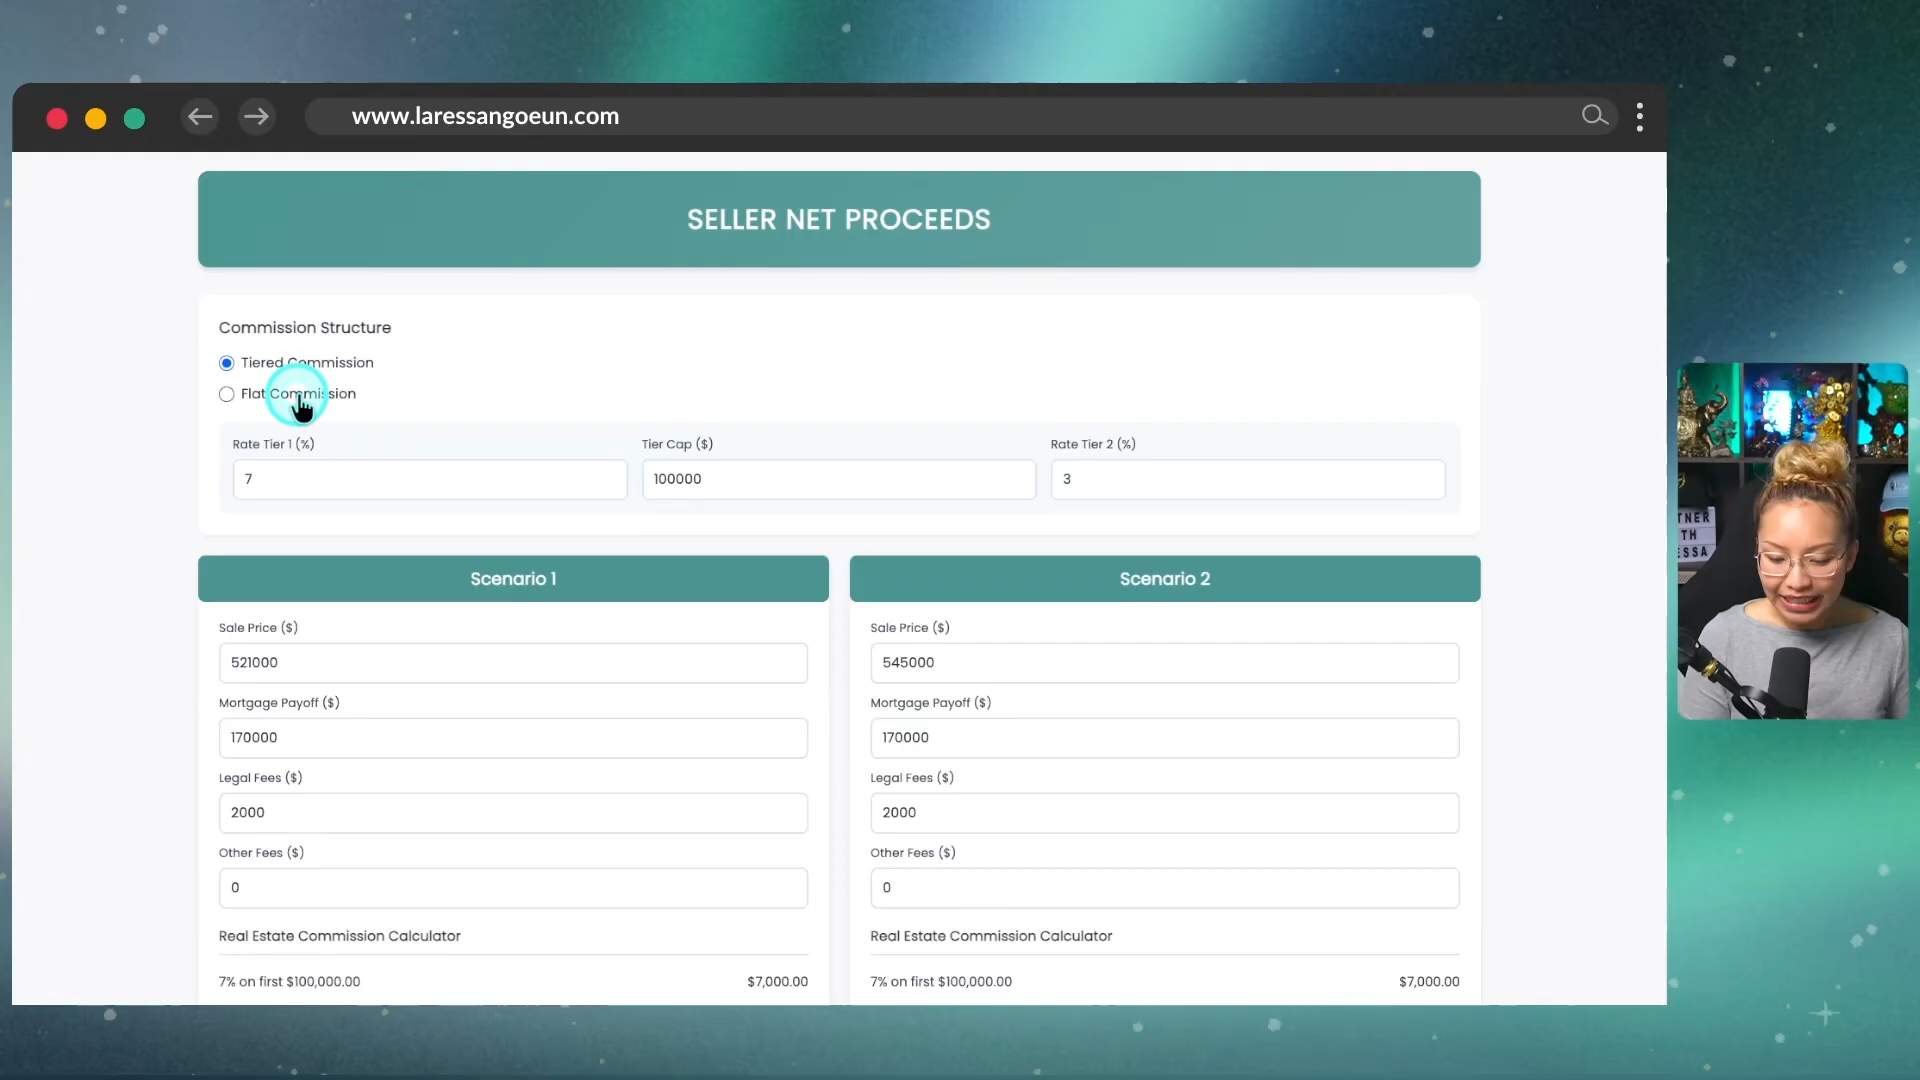 www.laressangoeun.com
SELLER NET PROCEEDS
Commission Structure
Tiered Commission
Flat Commission
Rate Tier 1 (%)
Tier Cap ($)
Rate Tier 2 (%)
7
100000
3
Scenario 1
Scenario 2
Sale Price ($)
Sale Price ($)
521000
545000
Mortgage Payoff ($)
Mortgage Payoff ($)
170000
170000
Legal Fees ($)
Legal Fees ($)
2000
2000
Other Fees ($)
Other Fees ($)
0
0
Real Estate Commission Calculator
Real Estate Commission Calculator
7% on first $100,000.00
$7,000.00
7% on first $100,000.00
$7,000.00